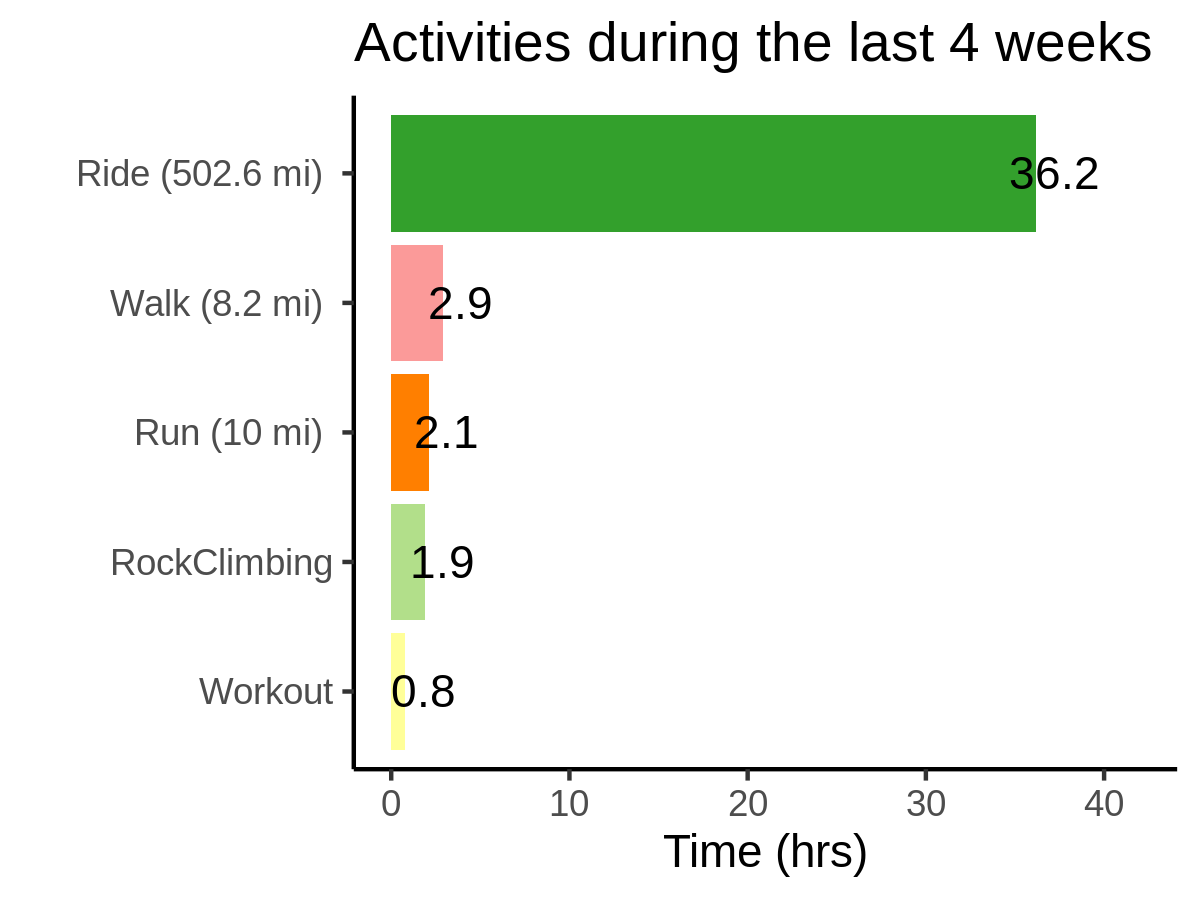 Activities during the last 4 weeks
Ride (502.6 mi) 36.2
Walk (8.2 mi) 2.9
Run (10 mi) 2.1
RockClimbing 1.9
Workout 0.8
0 10 20 30 40
Time (hrs)